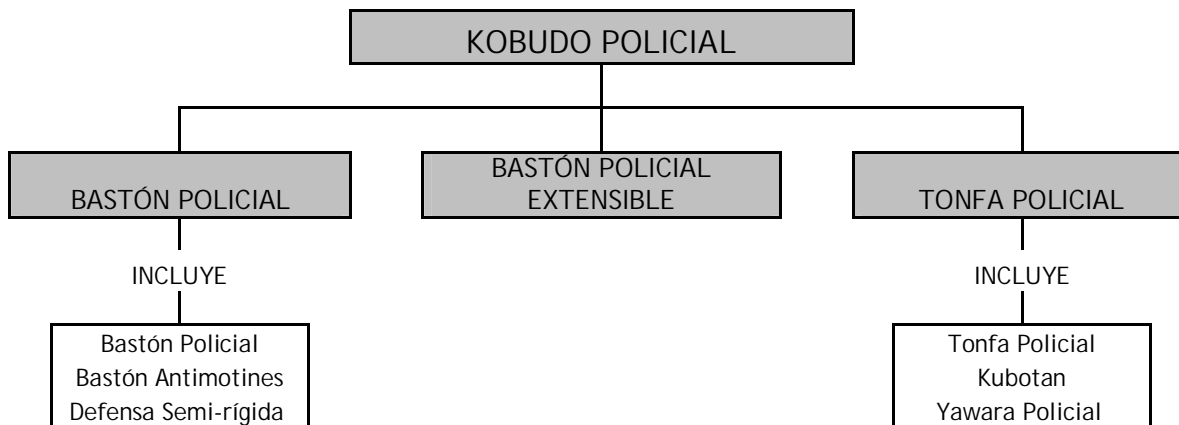 KOBUDO POLICIAL
BASTÓN POLICIAL
BASTÓN POLICIAL
EXTENSIBLE
TONFA POLICIAL
INCLUYE
INCLUYE
Bastón Policial
Bastón Antimotines
Defensa Semi-rígida
Tonfa Policial
Kubotan
Yawara Policial